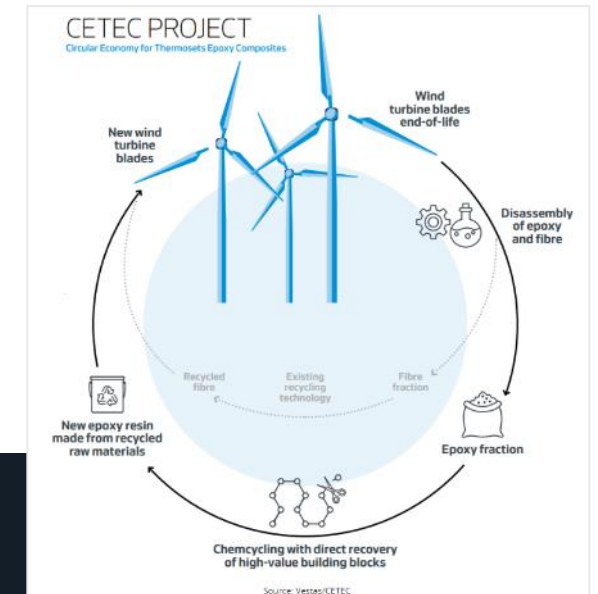 CETEC PROJECT
Circular Economy for Thermosets Epoxy Composites
Wind
turbine blades
end-of-life
New wind
turbine
blades
Disassembly
of epoxy
and fibre
Recycled
fibre
Existing
recycling
technology
Fibre
fraction
New epoxy resin
made from recycled
raw materials
Epoxy fraction
Chemcycling with direct recovery
of high-value building blocks
Source: Vestas/CETEC